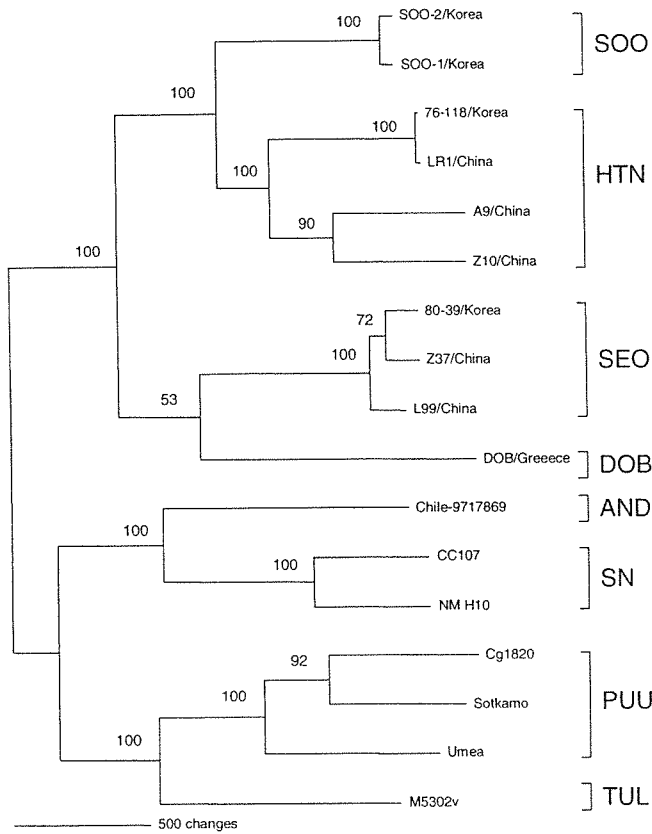 SOO-2/Korea
100
SOO
SOO-1/Korea
100
76-118/Korea
100
LR1/China
HTN
100
A9/China
90
Z10/China
100
80-39/Korea
72
Z37/China
100
SEO
L99/China
53
DOB/Greeece
DOB
Chile-9717869
AND
100
CC107
100
SN
NM H10
Cg1820
92
100
Sotkamo
PUU
Umea
100
M5302v
TUL
500 changes